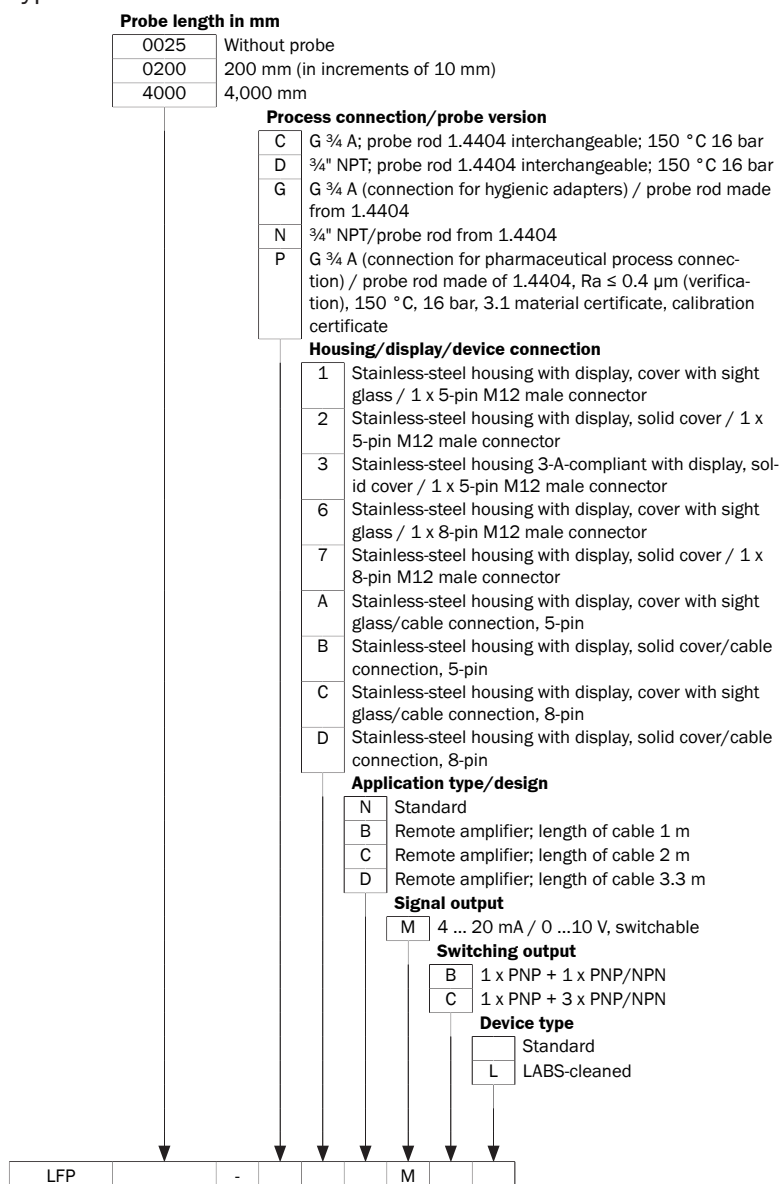 Probe length in mm
0025 Without probe
0200 200 mm (in increments of 10 mm)
4000 4,000 mm
Process connection/probe version
C G ¾ A; probe rod 1.4404 interchangeable; 150 °C 16 bar
D ¾" NPT; probe rod 1.4404 interchangeable; 150 °C 16 bar
G G ¾ A (connection for hygienic adapters) / probe rod made
from 1.4404
N ¾" NPT/probe rod from 1.4404
P G ¾ A (connection for pharmaceutical process connec-
tion) / probe rod made of 1.4404, Ra ≤ 0.4 µm (verifica-
tion), 150 °C, 16 bar, 3.1 material certificate, calibration
certificate
Housing/display/device connection
1 Stainless-steel housing with display, cover with sight
glass / 1 x 5-pin M12 male connector
2 Stainless-steel housing with display, solid cover / 1 x
5-pin M12 male connector
3 Stainless-steel housing 3-A-compliant with display, sol-
id cover / 1 x 5-pin M12 male connector
6 Stainless-steel housing with display, cover with sight
glass / 1 x 8-pin M12 male connector
7 Stainless-steel housing with display, solid cover / 1 x
8-pin M12 male connector
A Stainless-steel housing with display, cover with sight
glass/cable connection, 5-pin
B Stainless-steel housing with display, solid cover/cable
connection, 5-pin
C Stainless-steel housing with display, cover with sight
glass/cable connection, 8-pin
D Stainless-steel housing with display, solid cover/cable
connection, 8-pin
Application type/design
N Standard
B Remote amplifier; length of cable 1 m
C Remote amplifier; length of cable 2 m
D Remote amplifier; length of cable 3.3 m
Signal output
M 4 ... 20 mA / 0 ...10 V, switchable
Switching output
B 1 x PNP + 1 x PNP/NPN
C 1 x PNP + 3 x PNP/NPN
Device type
Standard
L LABS-cleaned
LFP - M